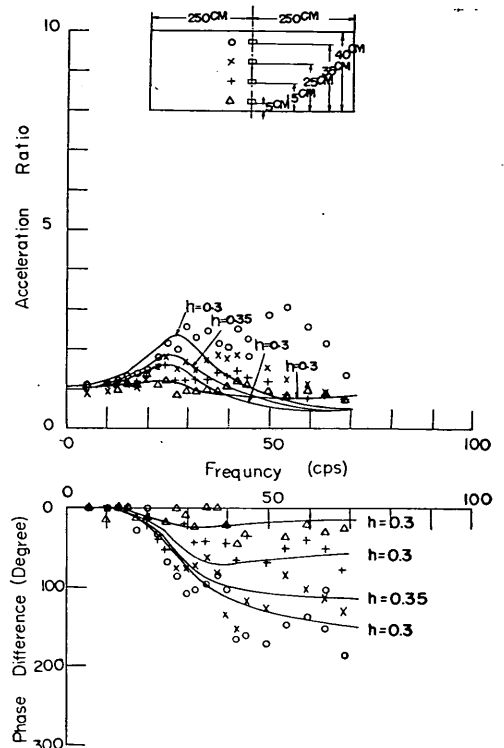 250CM 250CM
40CM
35CM
25CM
15CM
5CM
10
5
0
Acceleration Ratio
h=0.3
h=0.35
h=0.3
h=0.3
0 50 100
Frequncy (cps)
0 50 100
0
100
200
300
Phase Difference (Degree)
h=0.3
h=0.3
h=0.35
h=0.3